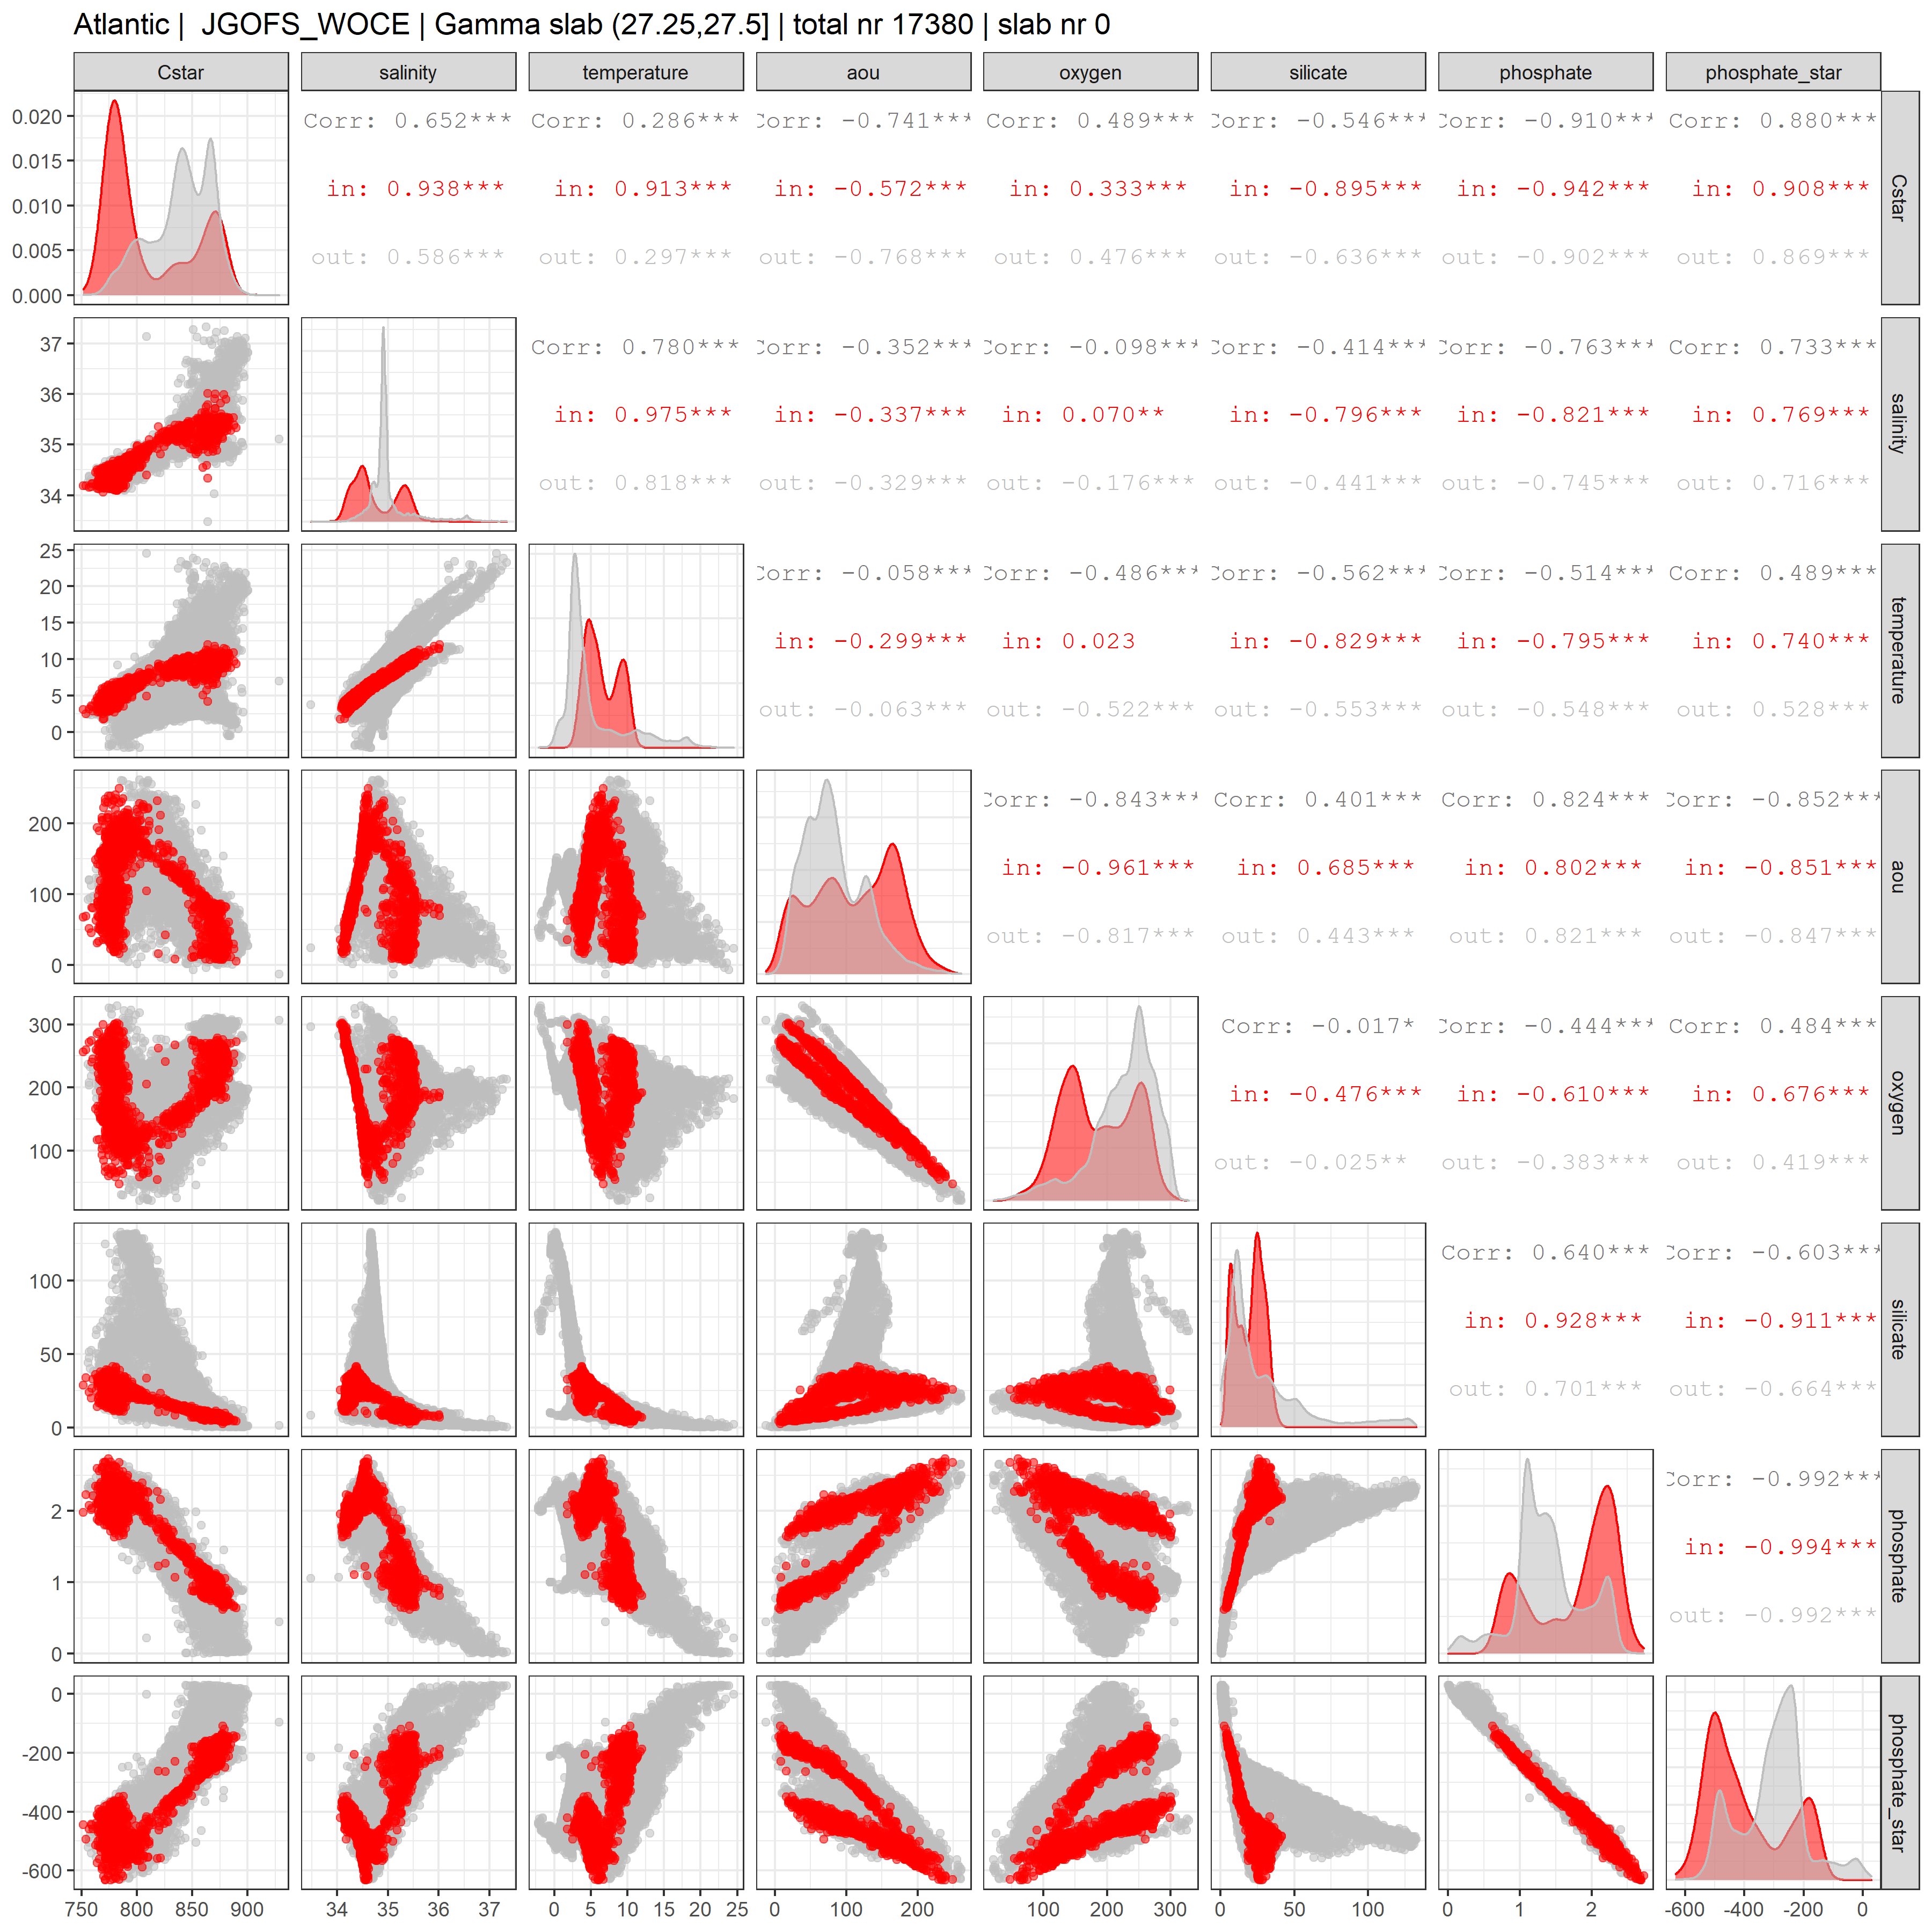 Atlantic |  JGOFS_WOCE | Gamma slab (27.25,27.5] | total nr 17380 | slab nr 0
Cstar salinity temperature aou oxygen silicate phosphate phosphate_star
0.020 Corr: 0.652*** Corr: 0.286*** Corr: -0.741*** Corr: 0.489*** Corr: -0.546*** Corr: -0.910*** Corr: 0.880***
0.015
0.010 in: 0.938*** in: 0.913*** in: -0.572*** in: 0.333*** in: -0.895*** in: -0.942*** in: 0.908*** Cstar
0.005 out: 0.586*** out: 0.297*** out: -0.768*** out: 0.476*** out: -0.636*** out: -0.902*** out: 0.869***
0.000
37 Corr: 0.780*** Corr: -0.352*** Corr: -0.098*** Corr: -0.414*** Corr: -0.763*** Corr: 0.733***
36
35 in: 0.975*** in: -0.337*** in: 0.070** in: -0.796*** in: -0.821*** in: 0.769*** salinity
34 out: 0.818*** out: -0.329*** out: -0.176*** out: -0.441*** out: -0.745*** out: 0.716***
25 Corr: -0.058*** Corr: -0.486*** Corr: -0.562*** Corr: -0.514*** Corr: 0.489***
20
15
10 in: -0.299*** in: 0.023 in: -0.829*** in: -0.795*** in: 0.740*** temperature
5
0 out: -0.063*** out: -0.522*** out: -0.553*** out: -0.548*** out: 0.528***
200 Corr: -0.843*** Corr: 0.401*** Corr: 0.824*** Corr: -0.852***
100 in: -0.961*** in: 0.685*** in: 0.802*** in: -0.851*** aou
0 out: -0.817*** out: 0.443*** out: 0.821*** out: -0.847***
300 Corr: -0.017* Corr: -0.444*** Corr: 0.484***
200 in: -0.476*** in: -0.610*** in: 0.676*** oxygen
100 out: -0.025** out: -0.383*** out: 0.419***
100 Corr: 0.640*** Corr: -0.603***
50 in: 0.928*** in: -0.911*** silicate
0 out: 0.701*** out: -0.664***
2 Corr: -0.992***
1 in: -0.994*** phosphate
0 out: -0.992***
0
-200
-400 phosphate_star
-600
750 800 850 900 34 35 36 37 0 5 10 15 20 25 0 100 200 100 200 300 0 50 100 0 1 2 -600 -400 -200 0